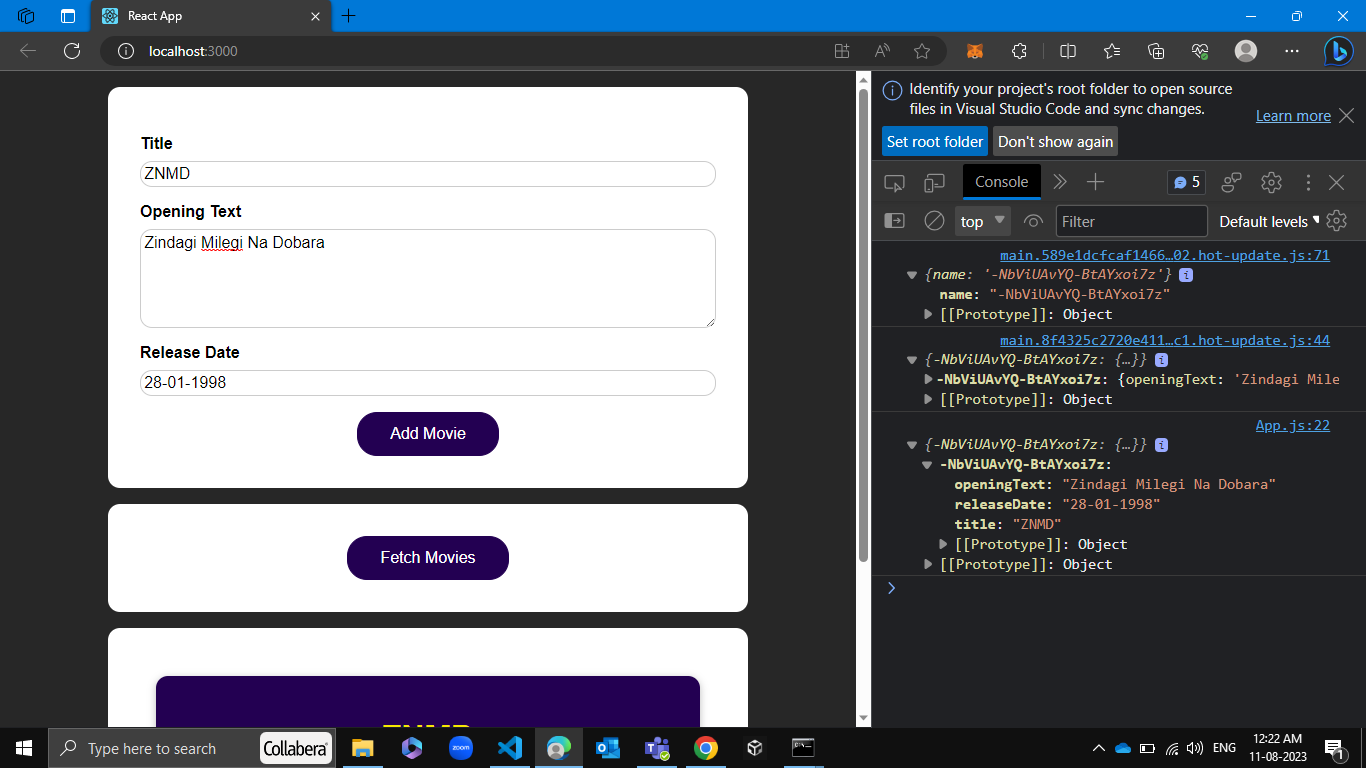 React App
localhost:3000
Title
ZNMD
Opening Text
Zindagi Milegi Na Dobara
Release Date
28-01-1998
Add Movie
Fetch Movies
ZNMD
Identify your project's root folder to open source
files in Visual Studio Code and sync changes.
Learn more
Set root folder
Don't show again
Console
5
top
Filter
Default levels
main.589e1dcfcaf1466…02.hot-update.js:71
{name: '-NbViUAvYQ-BtAYxoi7z'}
name: "-NbViUAvYQ-BtAYxoi7z"
[[Prototype]]: Object
main.8f4325c2720e411…c1.hot-update.js:44
{-NbViUAvYQ-BtAYxoi7z: {…}}
-NbViUAvYQ-BtAYxoi7z: {openingText: 'Zindagi Mile
[[Prototype]]: Object
App.js:22
{-NbViUAvYQ-BtAYxoi7z: {…}}
-NbViUAvYQ-BtAYxoi7z:
openingText: "Zindagi Milegi Na Dobara"
releaseDate: "28-01-1998"
title: "ZNMD"
[[Prototype]]: Object
[[Prototype]]: Object
Type here to search
Collabera
zoom
ENG
12:22 AM
11-08-2023
1